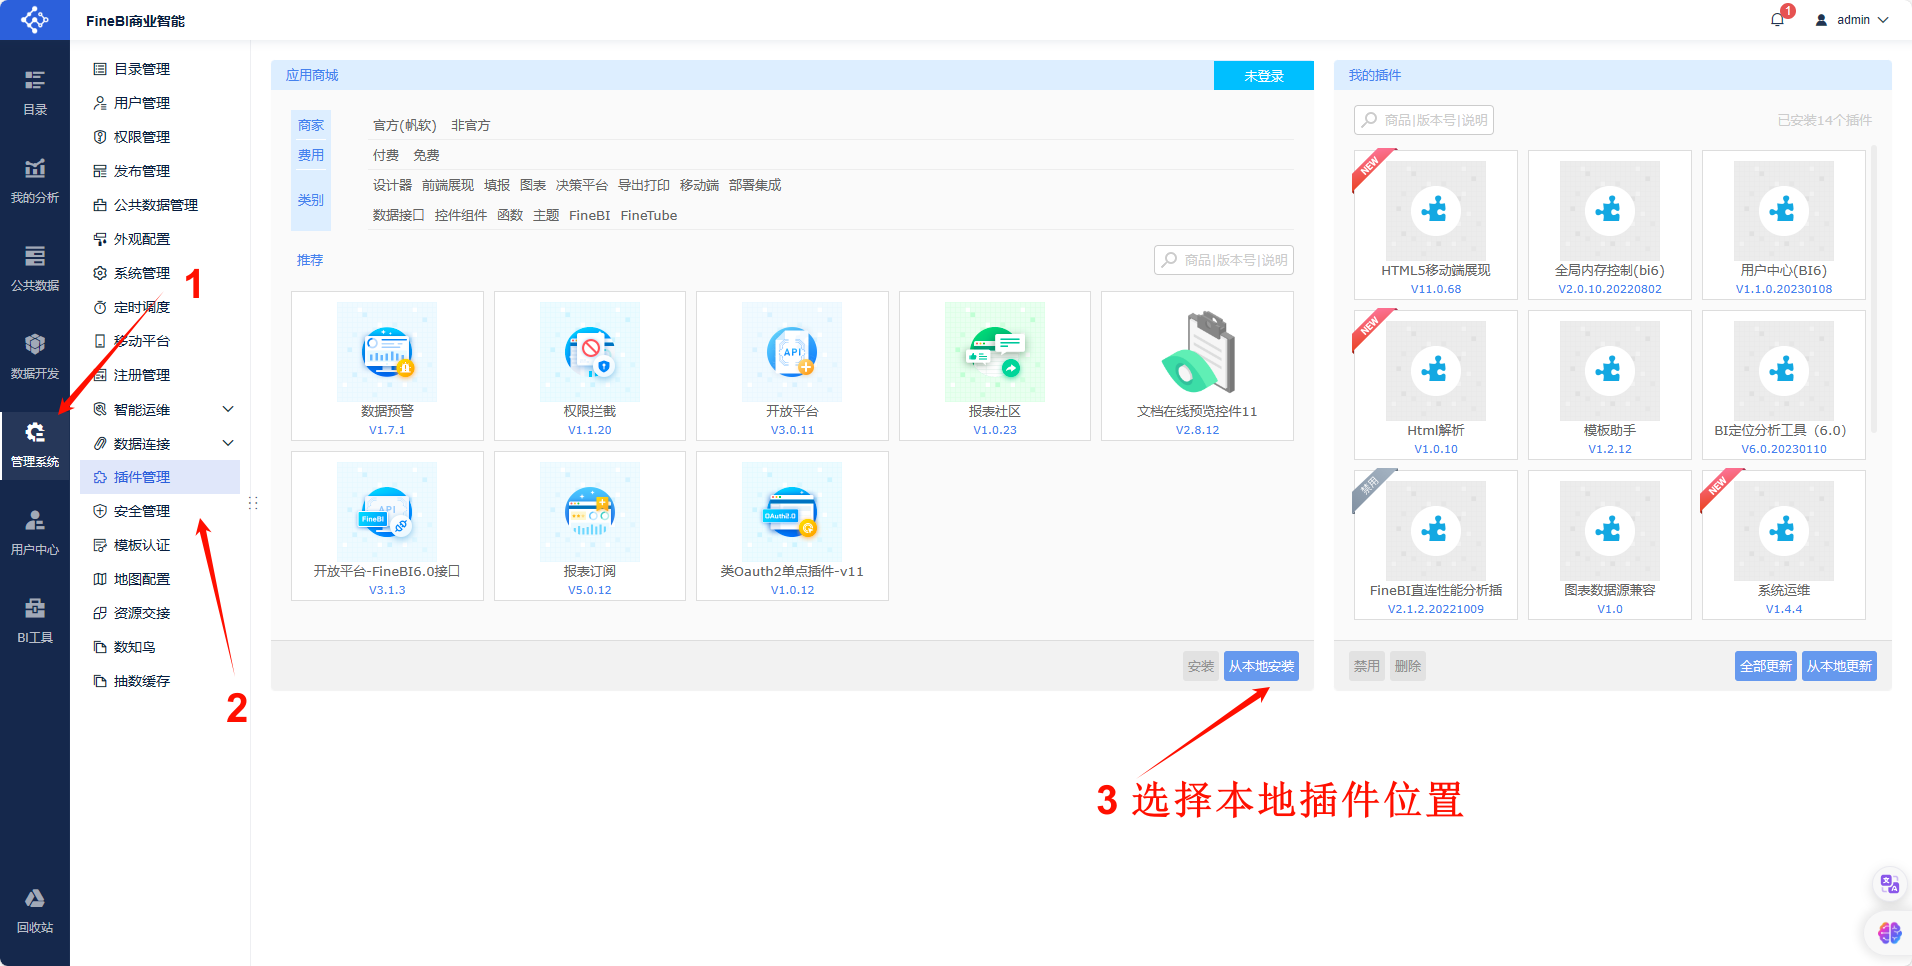 FineBI商业智能
1
admin
目录
我的分析
公共数据
数据开发
管理系统
用户中心
BI工具
回收站
目录管理
用户管理
权限管理
发布管理
公共数据管理
外观配置
系统管理
定时调度
移动平台
注册管理
智能运维
数据连接
插件管理
安全管理
模板认证
地图配置
资源交接
数知鸟
抽数缓存
1
2
应用商城
未登录
商家 官方(帆软) 非官方
费用 付费 免费
类别 设计器 前端展现 填报 图表 决策平台 导出打印 移动端 部署集成
数据接口 控件组件 函数 主题 FineBI FineTube
推荐
商品|版本号|说明
数据预警
V1.7.1
权限拦截
V1.1.20
API
开放平台
V3.0.11
报表社区
V1.0.23
文档在线预览控件11
V2.8.12
API
FineBI
开放平台-FineBI6.0接口
V3.1.3
报表订阅
V5.0.12
OAuth2.0
类Oauth2单点插件-v11
V1.0.12
安装 从本地安装
3 选择本地插件位置
我的插件
商品|版本号|说明
已安装14个插件
NEW
HTML5移动端展现
V11.0.68
全局内存控制(bi6)
V2.0.10.20220802
用户中心(BI6)
V1.1.0.20230108
NEW
Html解析
V1.0.10
模板助手
V1.2.12
BI定位分析工具（6.0）
V6.0.20230110
禁用
FineBI直连性能分析插
V2.1.2.20221009
图表数据源兼容
V1.0
NEW
系统运维
V1.4.4
禁用 删除 全部更新 从本地更新